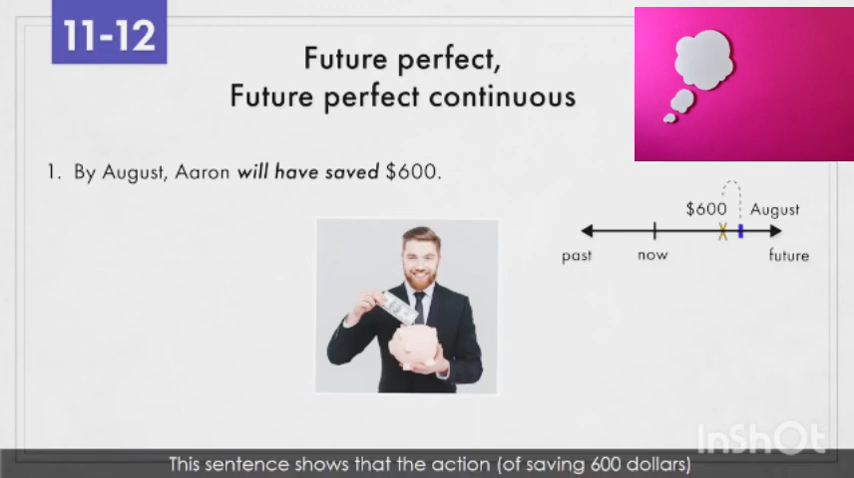 11-12
Future perfect,
Future perfect continuous
1. By August, Aaron will have saved $600.
$600 August
past now future
InShOt
This sentence shows that the action (of saving 600 dollars)